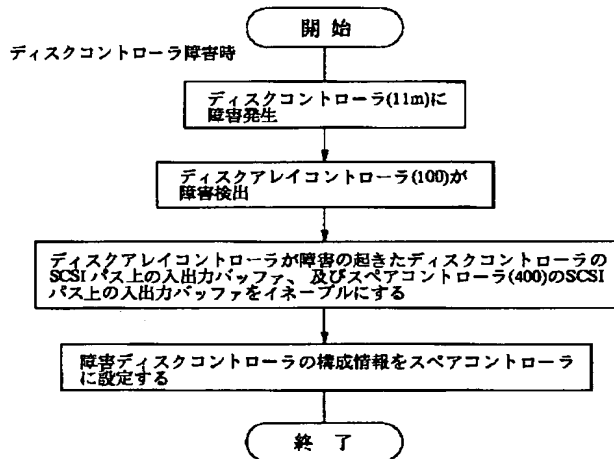 開始
ディスクコントローラ障害時
ディスクコントローラ(11m)に
障害発生
ディスクアレイコントローラ(100)が
障害検出
ディスクアレイコントローラが障害の起きたディスクコントローラの
SCSIパス上の入出力バッファ、及びスペアコントローラ(400)のSCSI
パス上の入出力バッファをイネーブルにする
障害ディスクコントローラの構成情報をスペアコントローラ
に設定する
終了